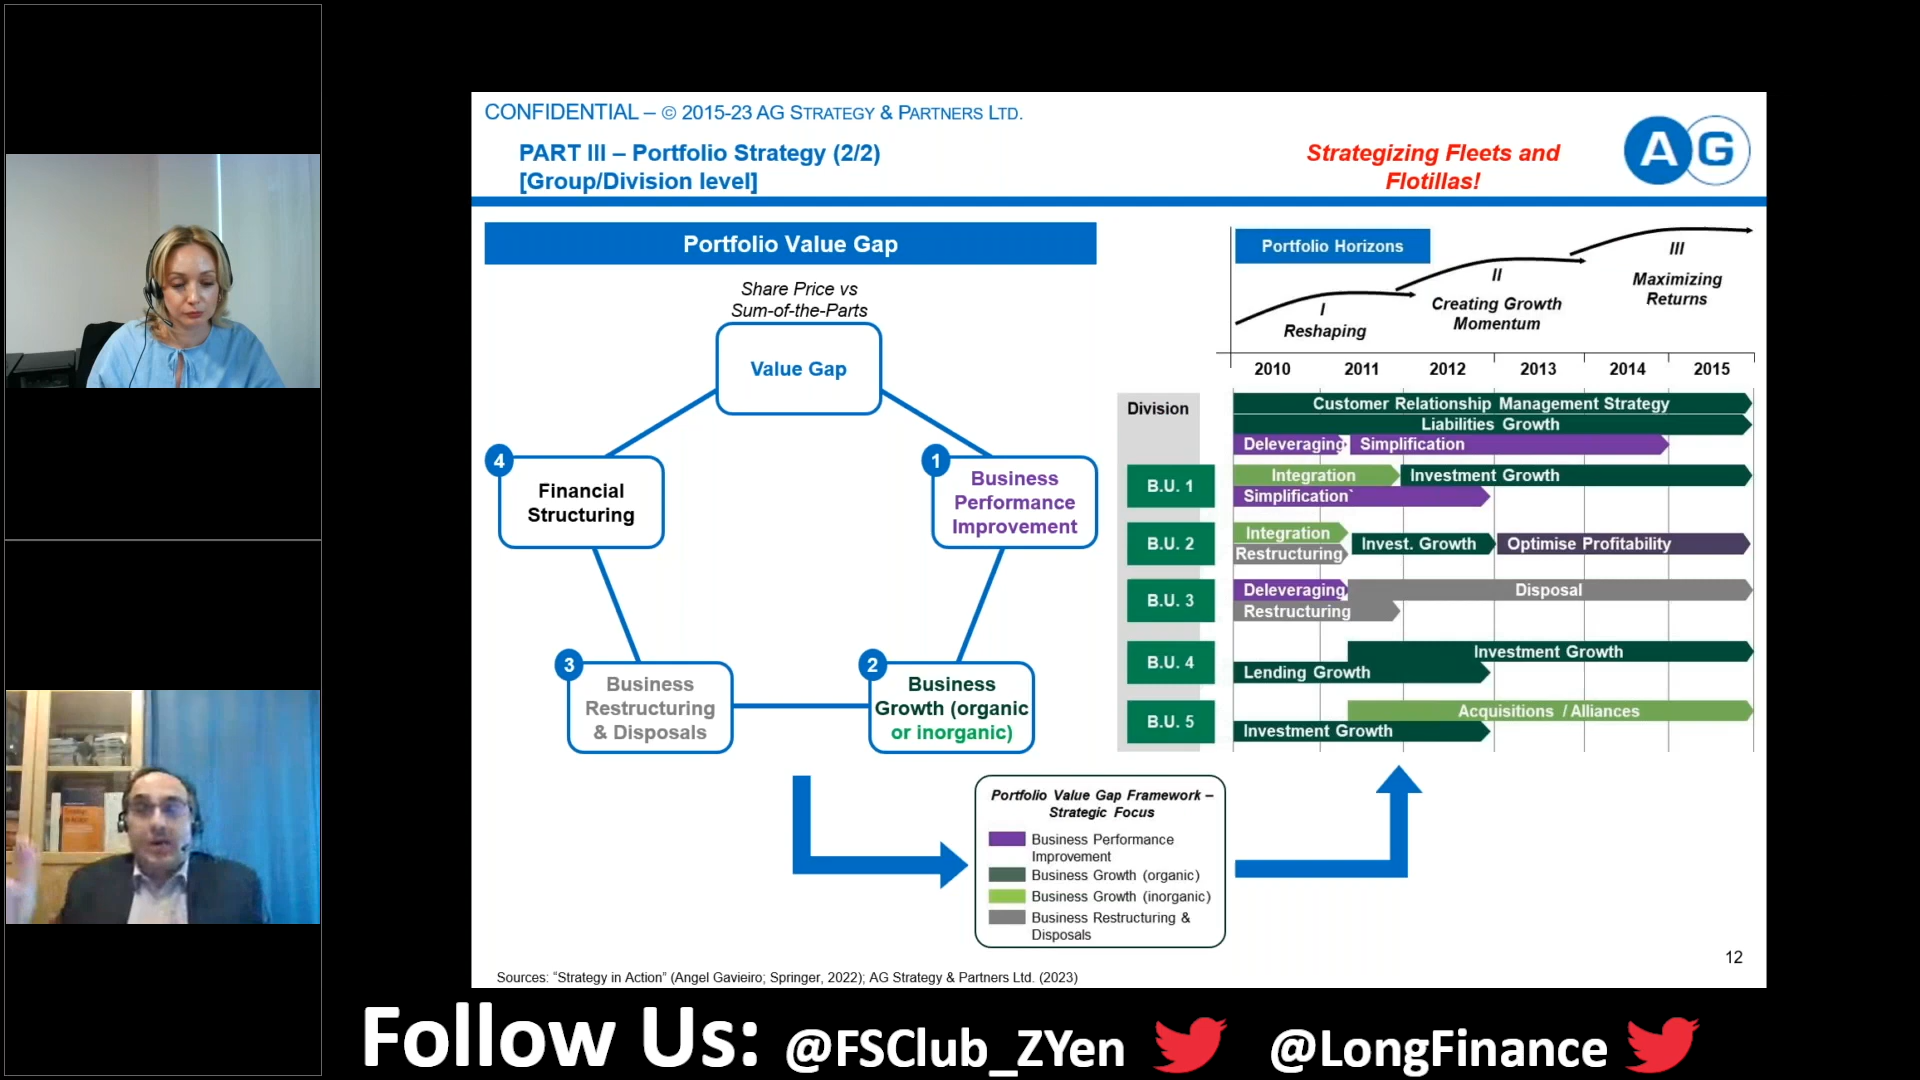 CONFIDENTIAL – © 2015-23 AG STRATEGY & PARTNERS LTD.
PART III – Portfolio Strategy (2/2)
[Group/Division level]
Strategizing Fleets and
Flotillas!
AG
Portfolio Value Gap
Share Price vs
Sum-of-the-Parts
Value Gap
4
Financial
Structuring
1
Business
Performance
Improvement
3
Business
Restructuring
& Disposals
2
Business
Growth (organic
or inorganic)
Portfolio Horizons
I
Reshaping
II
Creating Growth
Momentum
III
Maximizing
Returns
2010 2011 2012 2013 2014 2015
Division
Customer Relationship Management Strategy
Liabilities Growth
Deleveraging Simplification
B.U. 1
Integration Investment Growth
Simplification`
B.U. 2
Integration
Restructuring
Invest. Growth Optimise Profitability
B.U. 3
Deleveraging Disposal
Restructuring
B.U. 4
Investment Growth
Lending Growth
B.U. 5
Acquisitions / Alliances
Investment Growth
Portfolio Value Gap Framework –
Strategic Focus
Business Performance
Improvement
Business Growth (organic)
Business Growth (inorganic)
Business Restructuring &
Disposals
12
Sources: “Strategy in Action” (Angel Gavieiro; Springer, 2022); AG Strategy & Partners Ltd. (2023)
Follow Us: @FSClub_ZYen @LongFinance